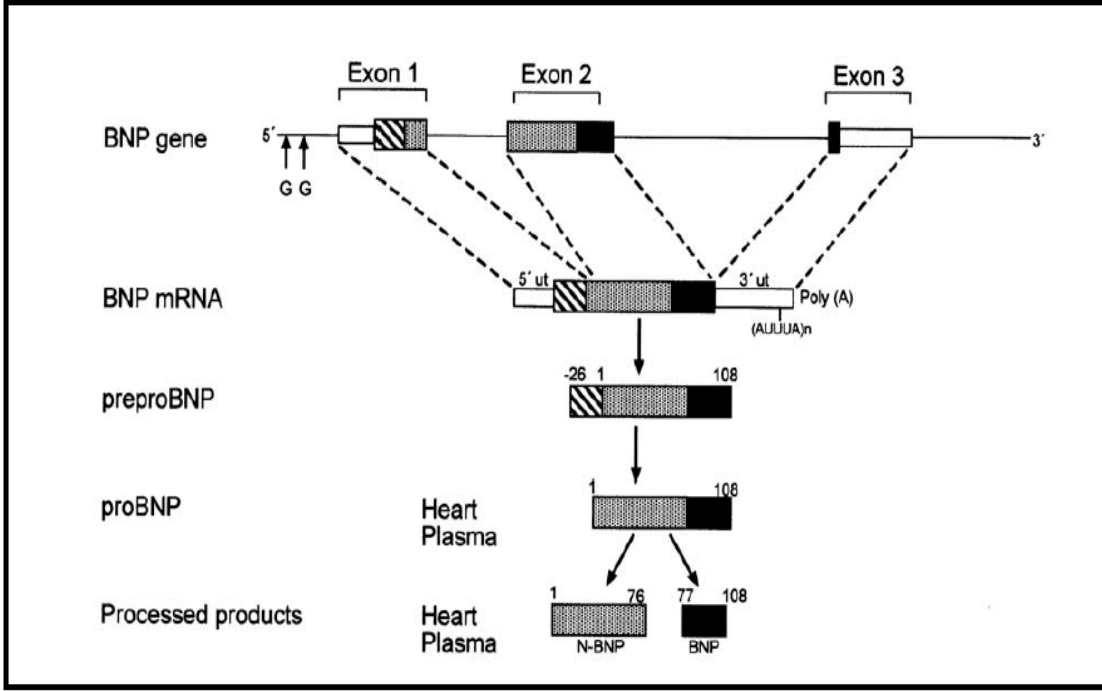 Exon 1 Exon 2 Exon 3
BNP gene 5´ 3´
G G
5´ ut 3´ ut
BNP mRNA Poly (A)
(AUUUA)n
-26 1 108
preproBNP
1 108
proBNP Heart
Plasma
1 76 77 108
Processed products Heart
Plasma
N-BNP BNP